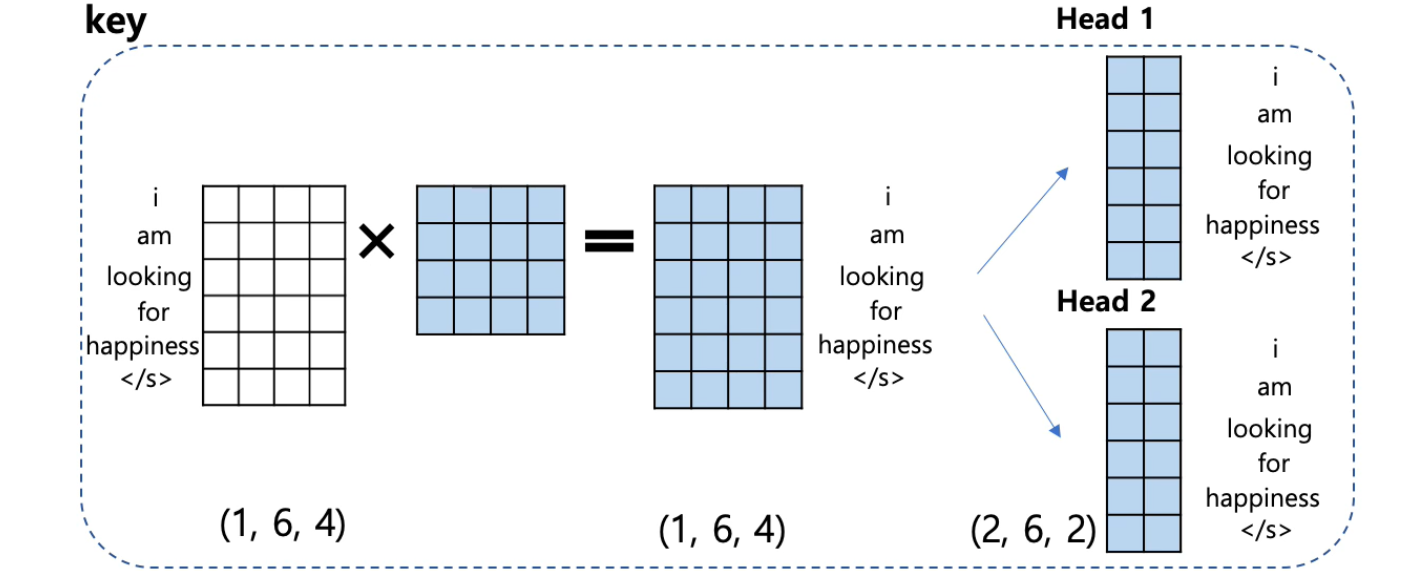 key
Head 1
i
am
looking
for
happiness
</s>
×
=
i
am
looking
for
happiness
</s>
i
am
looking
for
happiness
</s>
Head 2
i
am
looking
for
happiness
</s>
(1, 6, 4)
(1, 6, 4)
(2, 6, 2)